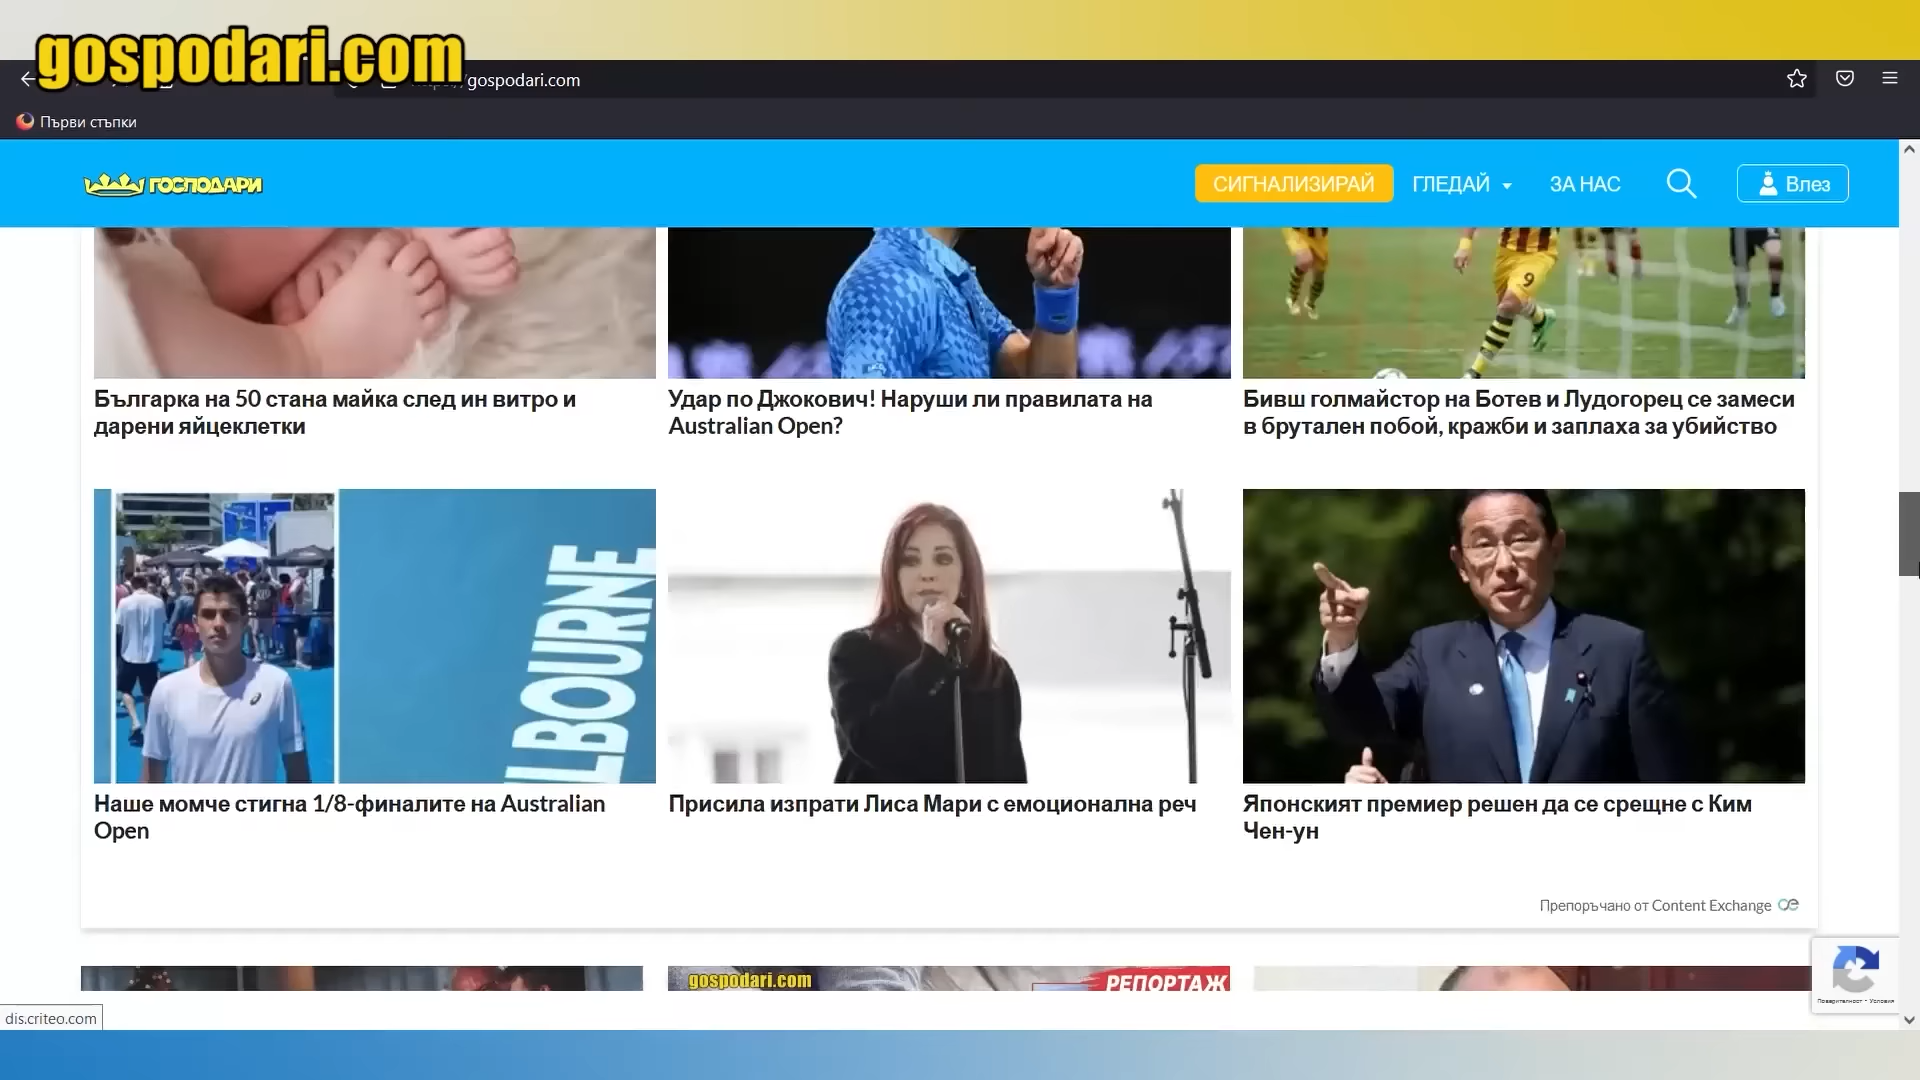 gospodari.com
gospodari.com
Първи стъпки
ГОСПОДАРИ
СИГНАЛИЗИРАЙ
ГЛЕДАЙ
ЗА НАС
Влез
9
Българка на 50 стана майка след ин витро и
дарени яйцеклетки
Удар по Джокович! Наруши ли правилата на
Australian Open?
Бивш голмайстор на Ботев и Лудогорец се замеси
в брутален побой, кражби и заплаха за убийство
LBOURNE
Наше момче стигна 1/8-финалите на Australian
Open
Присила изпрати Лиса Мари с емоционална реч
Японският премиер решен да се срещне с Ким
Чен-ун
Препоръчано от Content Exchange
gospodari.com
РЕПОРТАЖ
Поверителност - Условия
dis.criteo.com